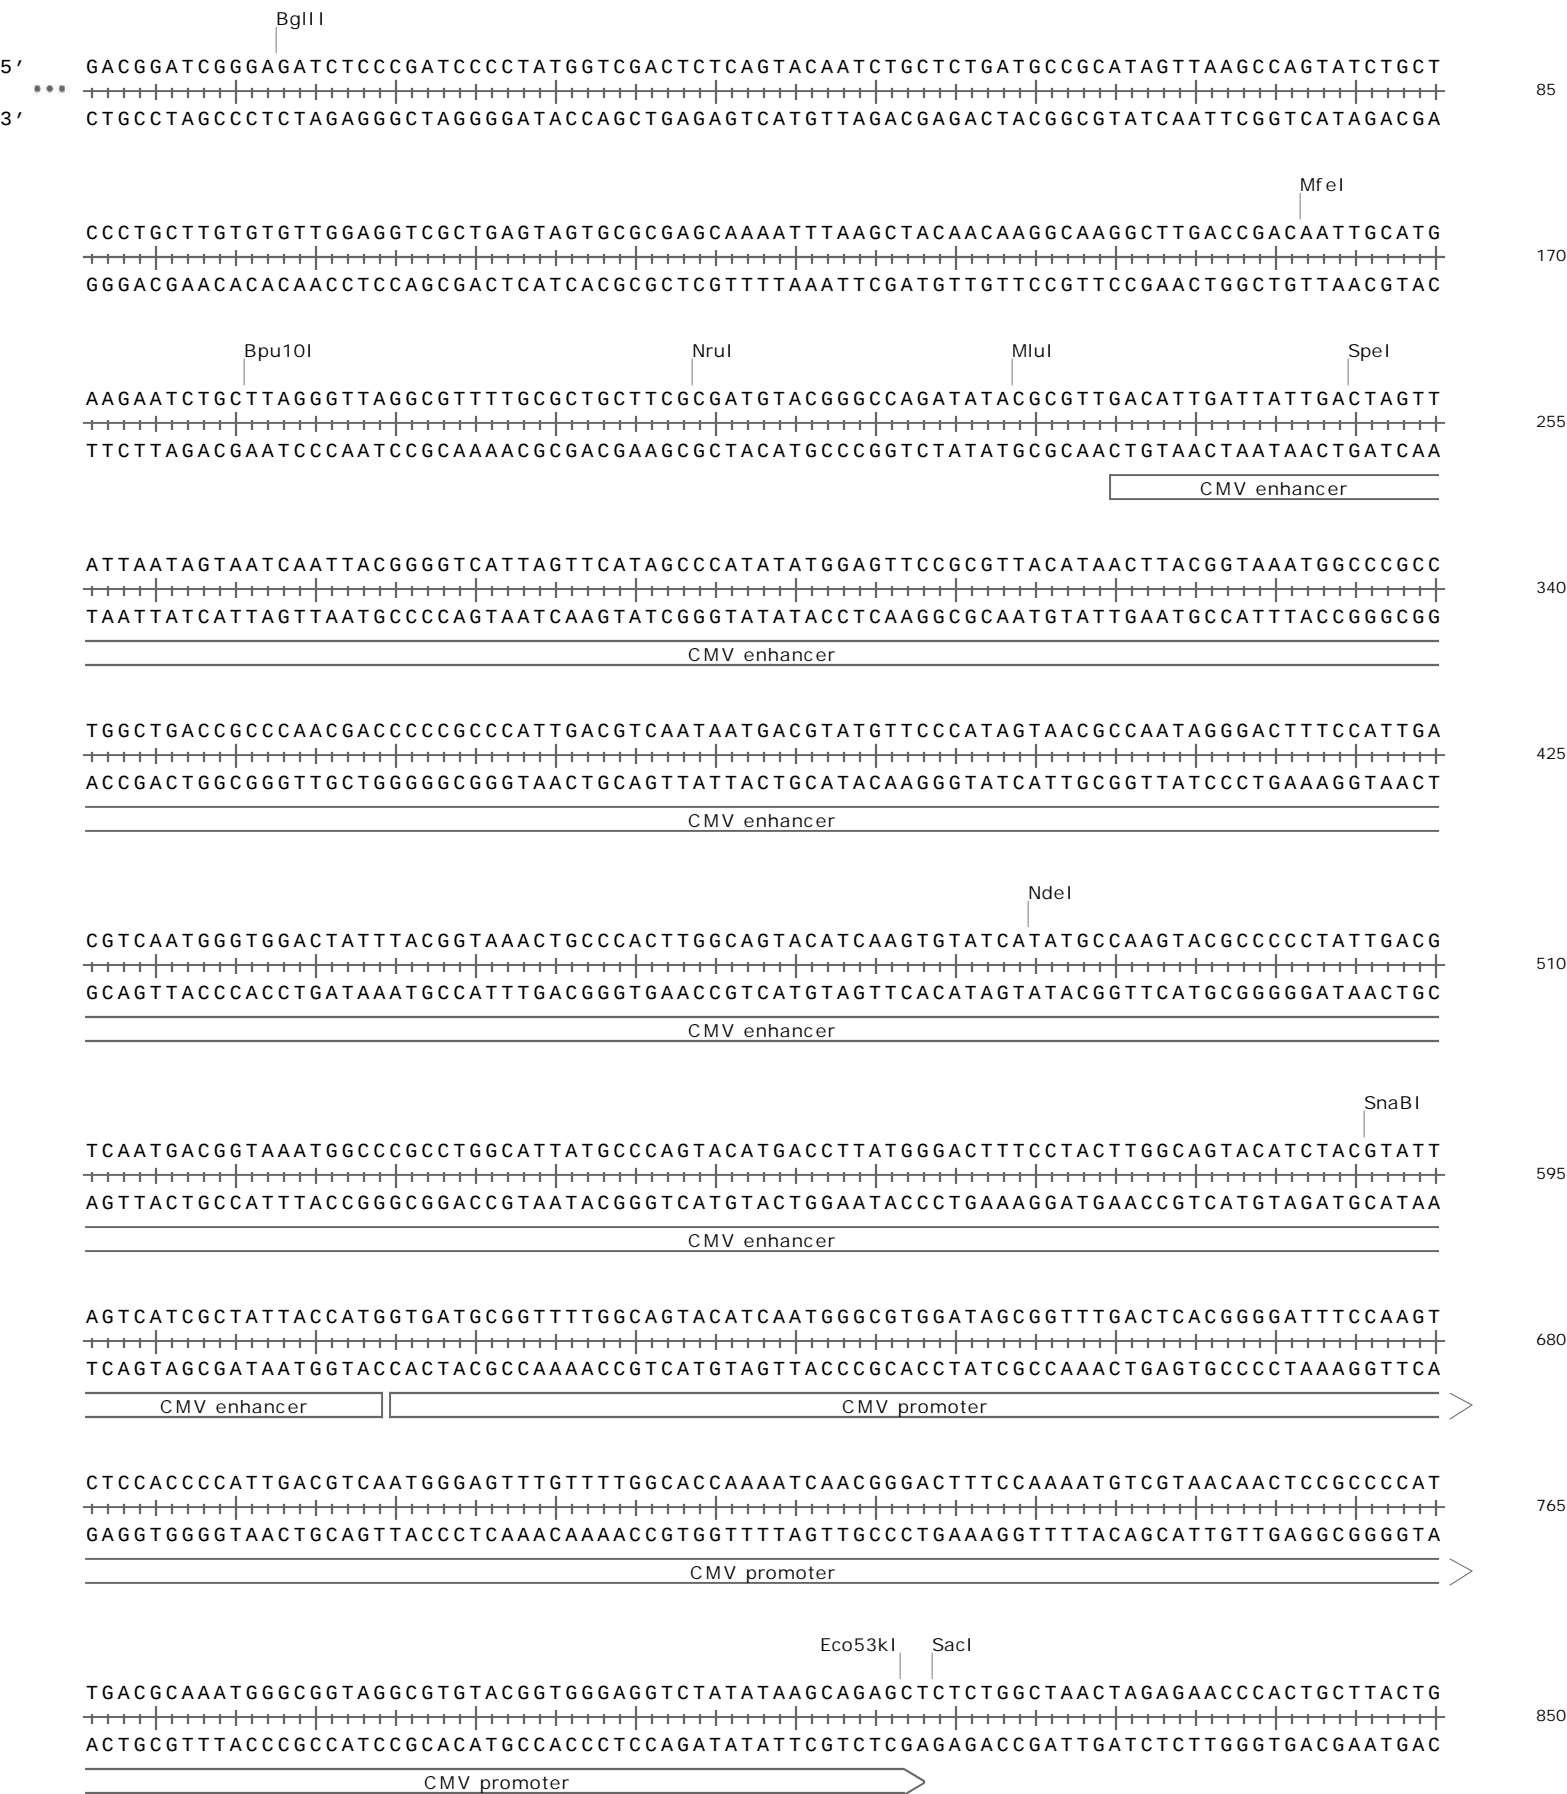 BglII
5′ GACGGATCGGGAGATCTCCCGATCCCCTATGGTCGACTCTCAGTACAATCTGCTCTGATGCCGCATAGTTAAGCCAGTATCTGCT
85
3′ CTGCCTAGCCCTCTAGAGGGCTAGGGGATACCAGCTGAGAGTCATGTTAGACGAGACTACGGCGTATCAATTCGGTCATAGACGA
MfeI
CCCTGCTTGTGTGTTGGAGGTCGCTGAGTAGTGCGCGAGCAAAATTTAAGCTACAACAAGGCAAGGCTTGACCGACAATTGCATG
170
GGGACGAACACACAACCTCCAGCGACTCATCACGCGCTCGTTTTAAATTCGATGTTGTTCCGTTCCGAACTGGCTGTTAACGTAC
Bpu10I NruI MluI SpeI
AAGAATCTGCTTAGGGTTAGGCGTTTTGCGCTGCTTCGCGATGTACGGGCCAGATATACGCGTTGACATTGATTATTGACTAGTT
255
TTCTTAGACGAATCCCAATCCGCAAAACGCGACGAAGCGCTACATGCCCGGTCTATATGCGCAACTGTAACTAATAACTGATCAA
CMV enhancer
ATTAATAGTAATCAATTACGGGGTCATTAGTTCATAGCCCATATATGGAGTTCCGCGTTACATAACTTACGGTAAATGGCCCGCC
340
TAATTATCATTAGTTAATGCCCCAGTAATCAAGTATCGGGTATATACCTCAAGGCGCAATGTATTGAATGCCATTTACCGGGCGG
CMV enhancer
TGGCTGACCGCCCAACGACCCCCGCCCATTGACGTCAATAATGACGTATGTTCCCATAGTAACGCCAATAGGGACTTTCCATTGA
425
ACCGACTGGCGGGTTGCTGGGGGCGGGTAACTGCAGTTATTACTGCATACAAGGGTATCATTGCGGTTATCCCTGAAAGGTAACT
CMV enhancer
NdeI
CGTCAATGGGTGGACTATTTACGGTAAACTGCCCACTTGGCAGTACATCAAGTGTATCATATGCCAAGTACGCCCCCTATTGACG
510
GCAGTTACCCACCTGATAAATGCCATTTGACGGGTGAACCGTCATGTAGTTCACATAGTATACGGTTCATGCGGGGGATAACTGC
CMV enhancer
SnaBI
TCAATGACGGTAAATGGCCCGCCTGGCATTATGCCCAGTACATGACCTTATGGGACTTTCCTACTTGGCAGTACATCTACGTATT
595
AGTTACTGCCATTTACCGGGCGGACCGTAATACGGGTCATGTACTGGAATACCCTGAAAGGATGAACCGTCATGTAGATGCATAA
CMV enhancer
AGTCATCGCTATTACCATGGTGATGCGGTTTTGGCAGTACATCAATGGGCGTGGATAGCGGTTTGACTCACGGGGATTTCCAAGT
680
TCAGTAGCGATAATGGTACCACTACGCCAAAACCGTCATGTAGTTACCCGCACCTATCGCCAAACTGAGTGCCCCTAAAGGTTCA
CMV enhancer CMV promoter
CTCCACCCCATTGACGTCAATGGGAGTTTGTTTTGGCACCAAAATCAACGGGACTTTCCAAAATGTCGTAACAACTCCGCCCCAT
765
GAGGTGGGGTAACTGCAGTTACCCTCAAACAAAACCGTGGTTTTAGTTGCCCTGAAAGGTTTTACAGCATTGTTGAGGCGGGGTA
CMV promoter
Eco53kI SacI
TGACGCAAATGGGCGGTAGGCGTGTACGGTGGGAGGTCTATATAAGCAGAGCTCTCTGGCTAACTAGAGAACCCACTGCTTACTG
850
ACTGCGTTTACCCGCCATCCGCACATGCCACCCTCCAGATATATTCGTCTCGAGAGACCGATTGATCTCTTGGGTGACGAATGAC
CMV promoter